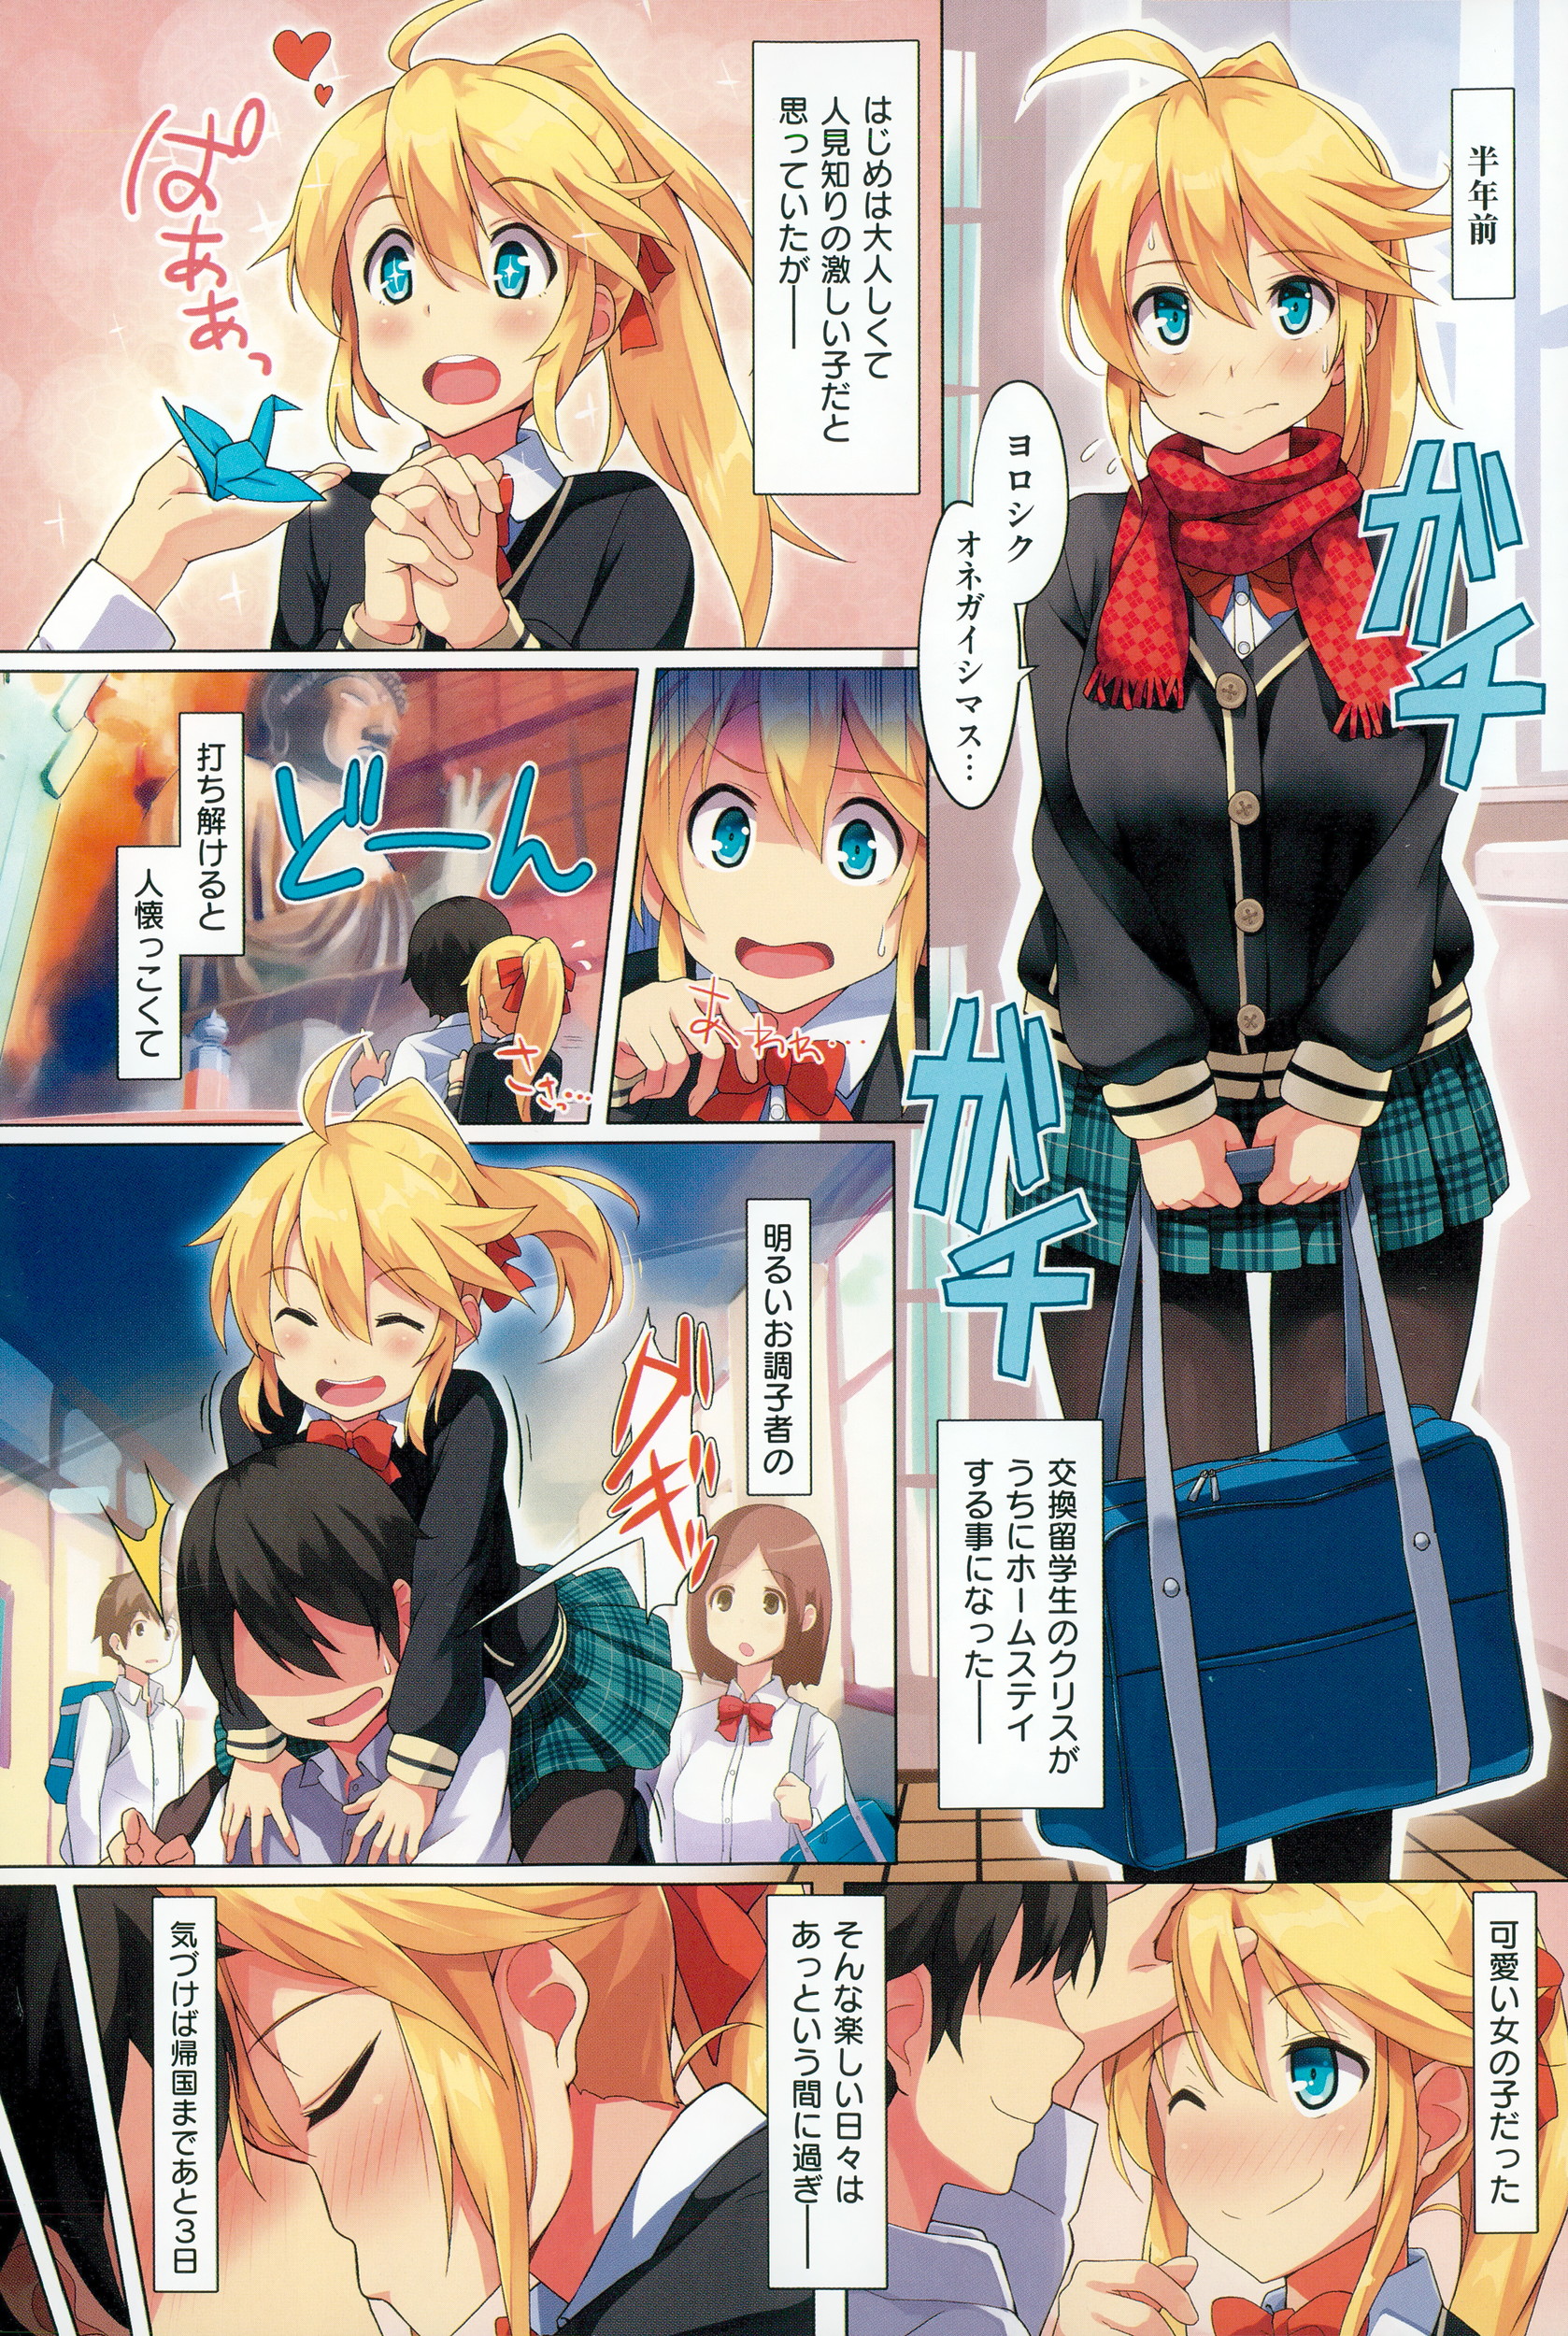 半年前
ガチ
ヨロシク
オネガイシマス…
ガチ
交換留学生のクリスが
うちにホームステイ
する事になった――
はじめは大人しくて
人見知りの激しい子だと
思っていたが――
ぱああっ
あわわ…
どーん
ささっ…
打ち解けると
人懐っこくて
明るいお調子者の
グギッ
可愛い女の子だった
そんな楽しい日々は
あっという間に過ぎ――
気づけば帰国まであと3日